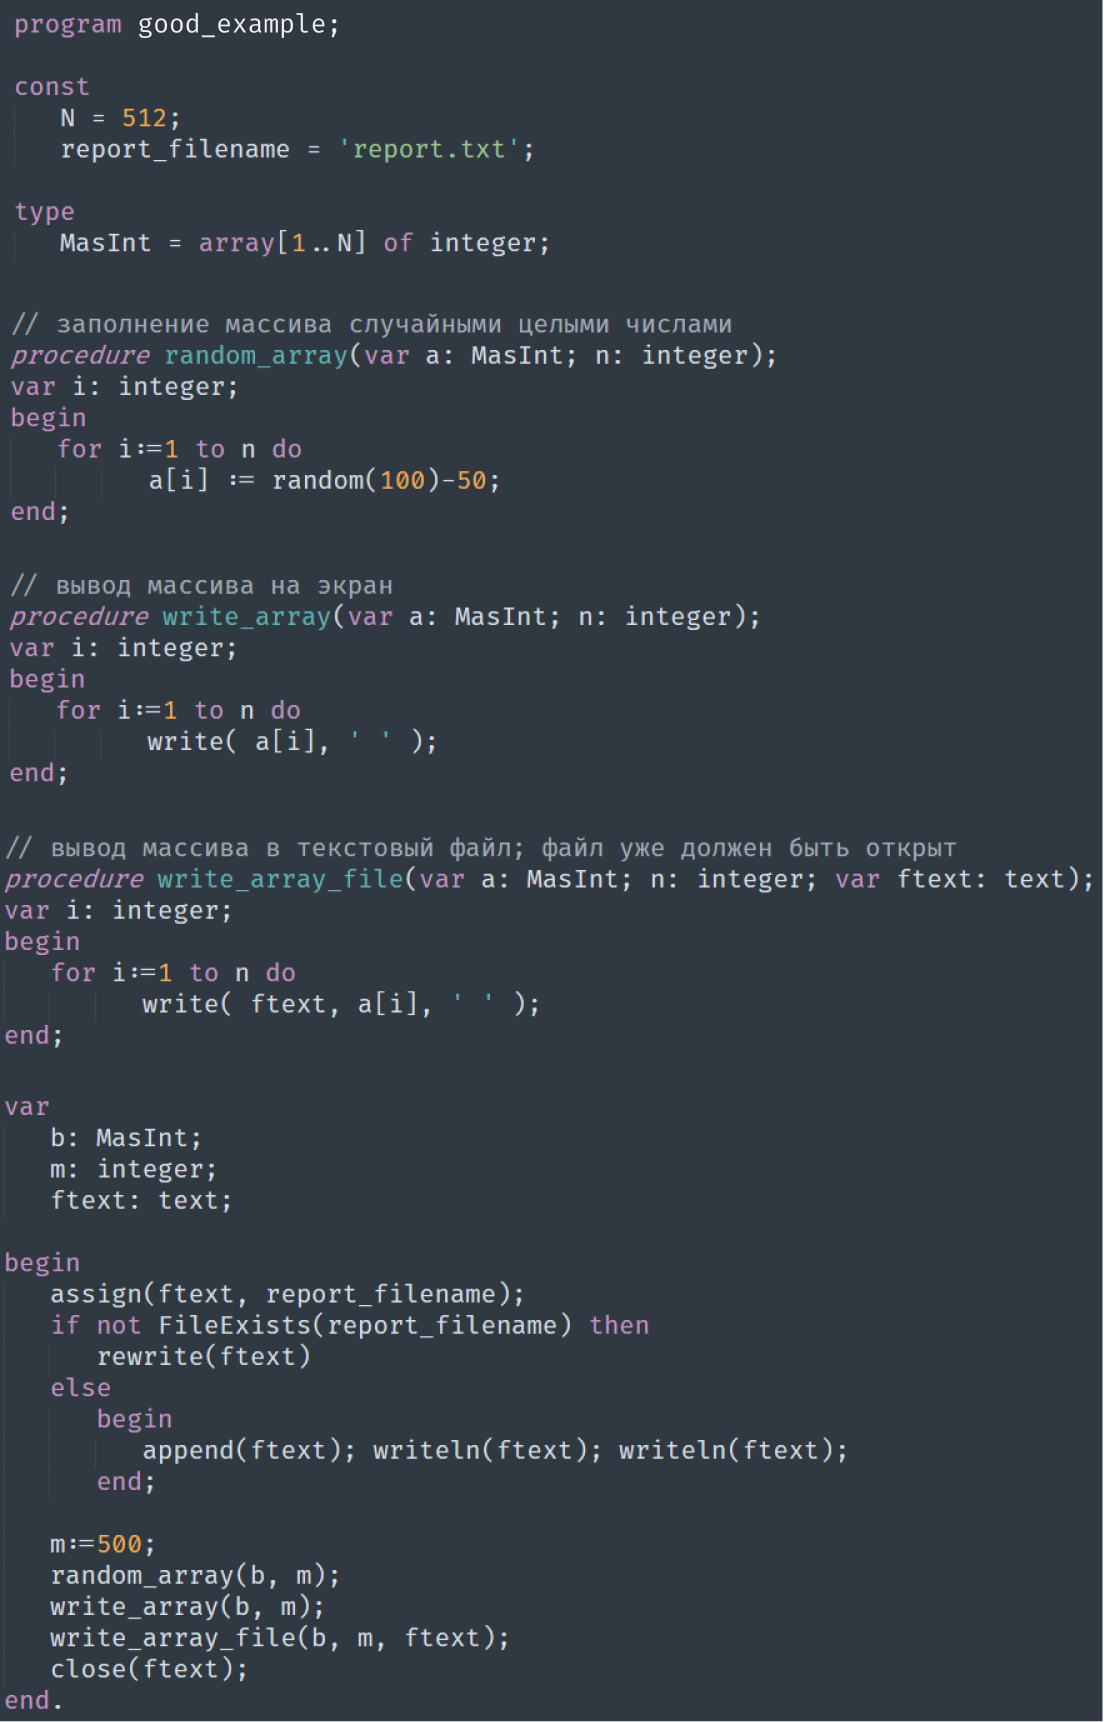 program good_example;
const
N = 512;
report_filename = 'report.txt';
type
MasInt = array[1..N] of integer;
// заполнение массива случайными целыми числами
procedure random_array(var a: MasInt; n: integer);
var i: integer;
begin
for i:=1 to n do
a[i] := random(100)-50;
end;
// вывод массива на экран
procedure write_array(var a: MasInt; n: integer);
var i: integer;
begin
for i:=1 to n do
write( a[i], ' ' );
end;
// вывод массива в текстовый файл; файл уже должен быть открыт
procedure write_array_file(var a: MasInt; n: integer; var ftext: text);
var i: integer;
begin
for i:=1 to n do
write( ftext, a[i], ' ' );
end;
var
b: MasInt;
m: integer;
ftext: text;
begin
assign(ftext, report_filename);
if not FileExists(report_filename) then
rewrite(ftext)
else
begin
append(ftext); writeln(ftext); writeln(ftext);
end;
m:=500;
random_array(b, m);
write_array(b, m);
write_array_file(b, m, ftext);
close(ftext);
end.